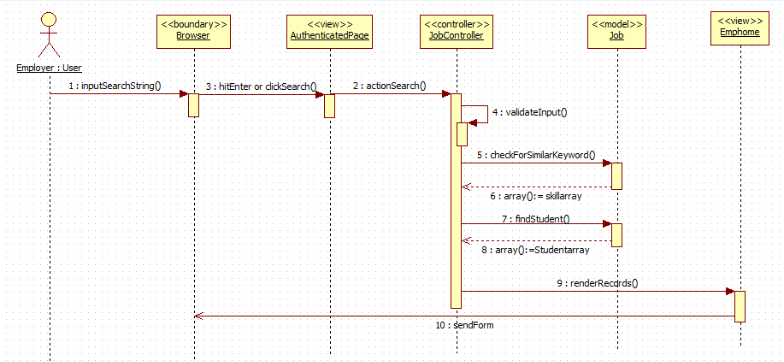 <<boundary>>
Browser
<<view>>
AuthenticatedPage
<<controller>>
JobController
<<model>>
Job
<<view>>
Emphome
Employer : User
1 : inputSearchString()
3 : hitEnter or clickSearch()
2 : actionSearch()
4 : validateInput()
5 : checkForSimilarKeyword()
6 : array():= skillarray
7 : findStudent()
8 : array():=Studentarray
9 : renderRecords()
10 : sendForm